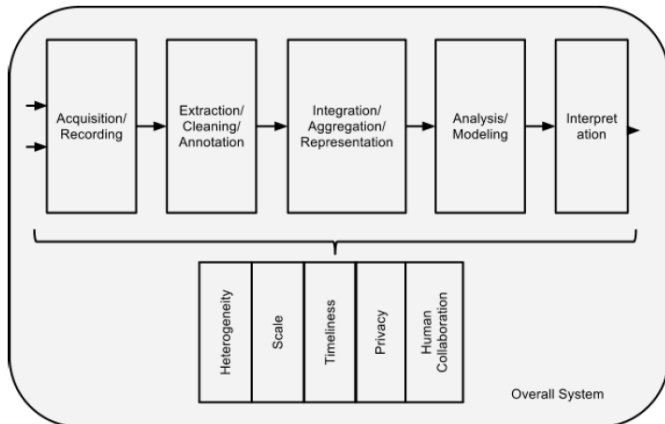 Acquisition/
Recording
Extraction/
Cleaning/
Annotation
Integration/
Aggregation/
Representation
Analysis/
Modeling
Interpret
ation
Heterogeneity
Scale
Timeliness
Privacy
Human
Collaboration
Overall System